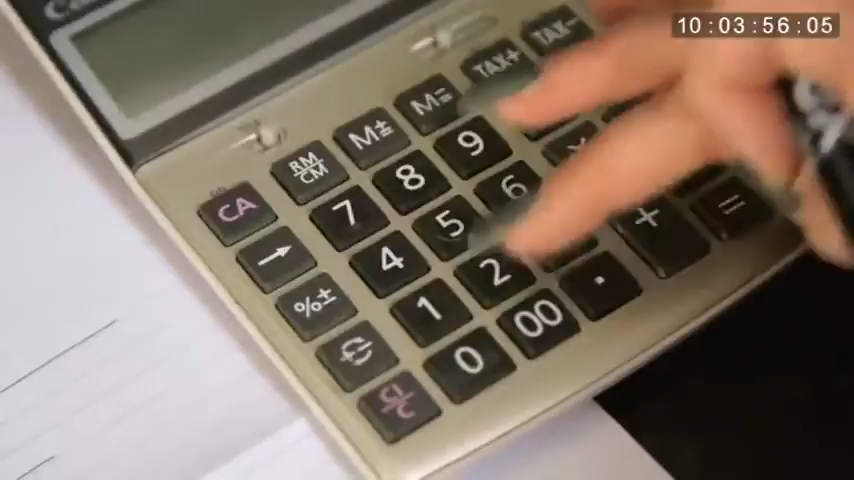 10:03:56:05
TAX+ TAX-
RM/CM M± M=
CA 7 8 9
→ 4 5 6
%± 1 2
0 00 . + =
CI/C